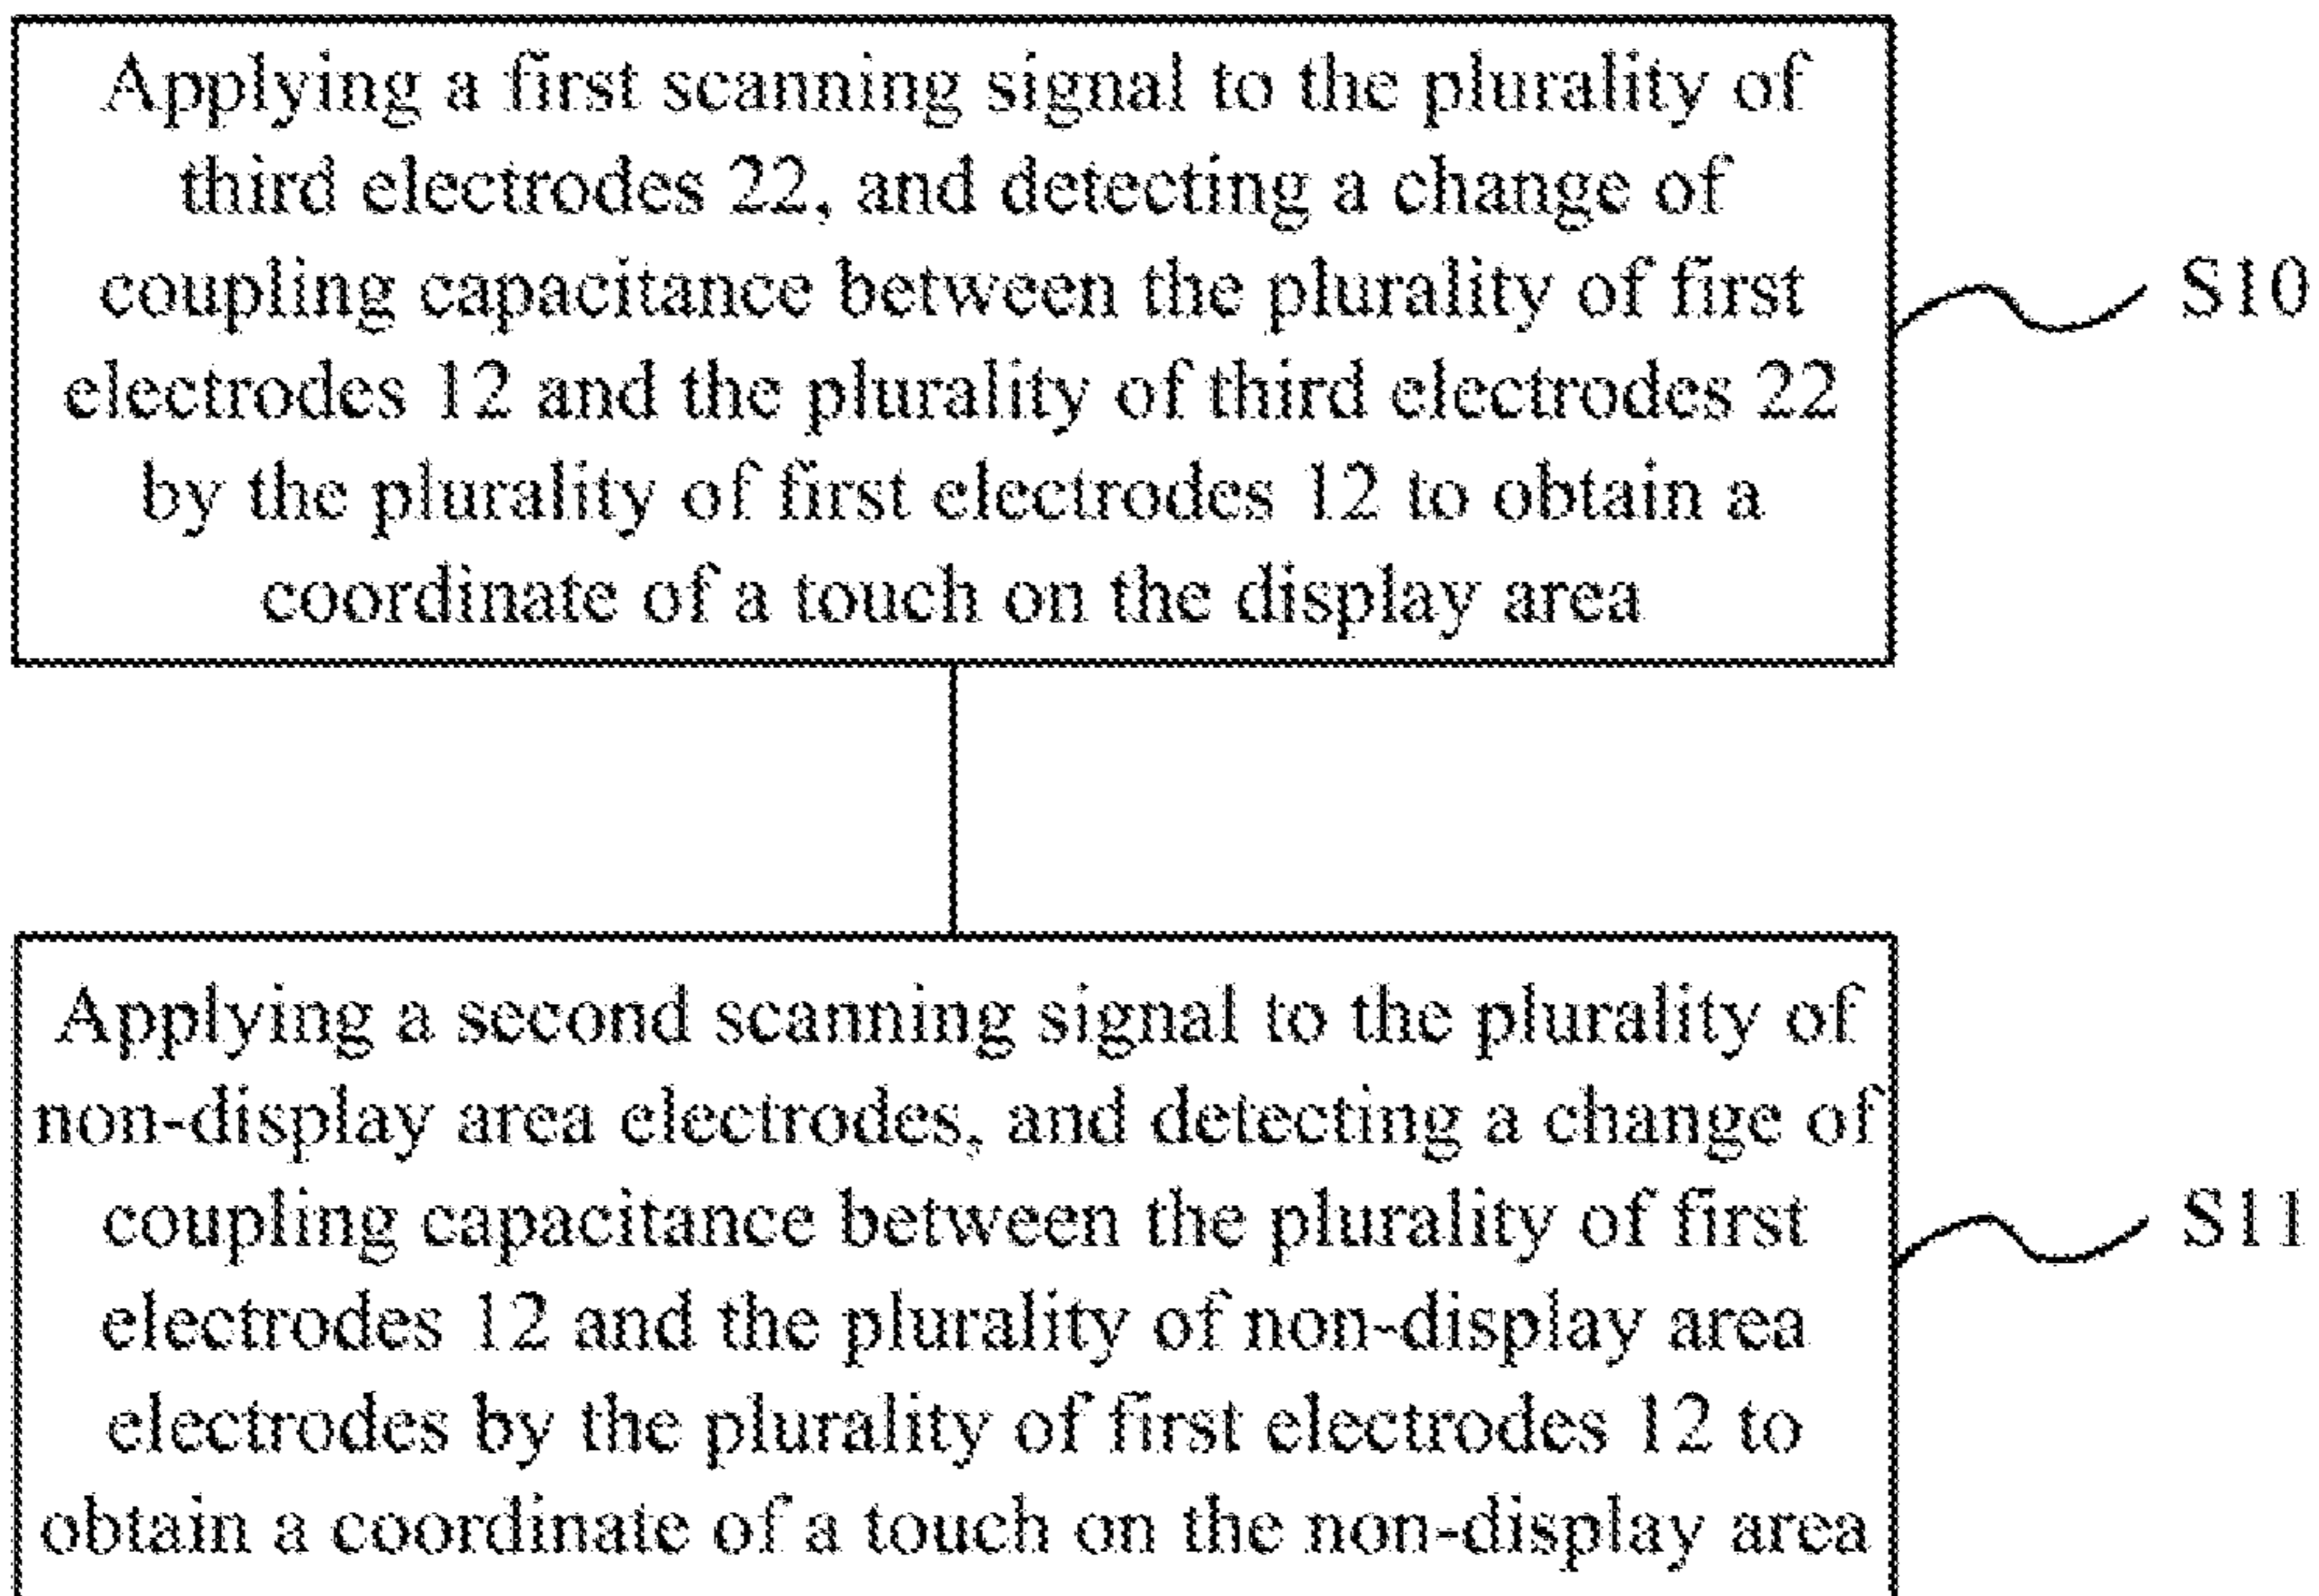 Applying a first scanning signal to the plurality of
third electrodes 22, and detecting a change of
coupling capacitance between the plurality of first
electrodes 12 and the plurality of third electrodes 22
by the plurality of first electrodes 12 to obtain a
coordinate of a touch on the display area
S10
Applying a second scanning signal to the plurality of
non-display area electrodes, and detecting a change of
coupling capacitance between the plurality of first
electrodes 12 and the plurality of non-display area
electrodes by the plurality of first electrodes 12 to
obtain a coordinate of a touch on the non-display area
S11